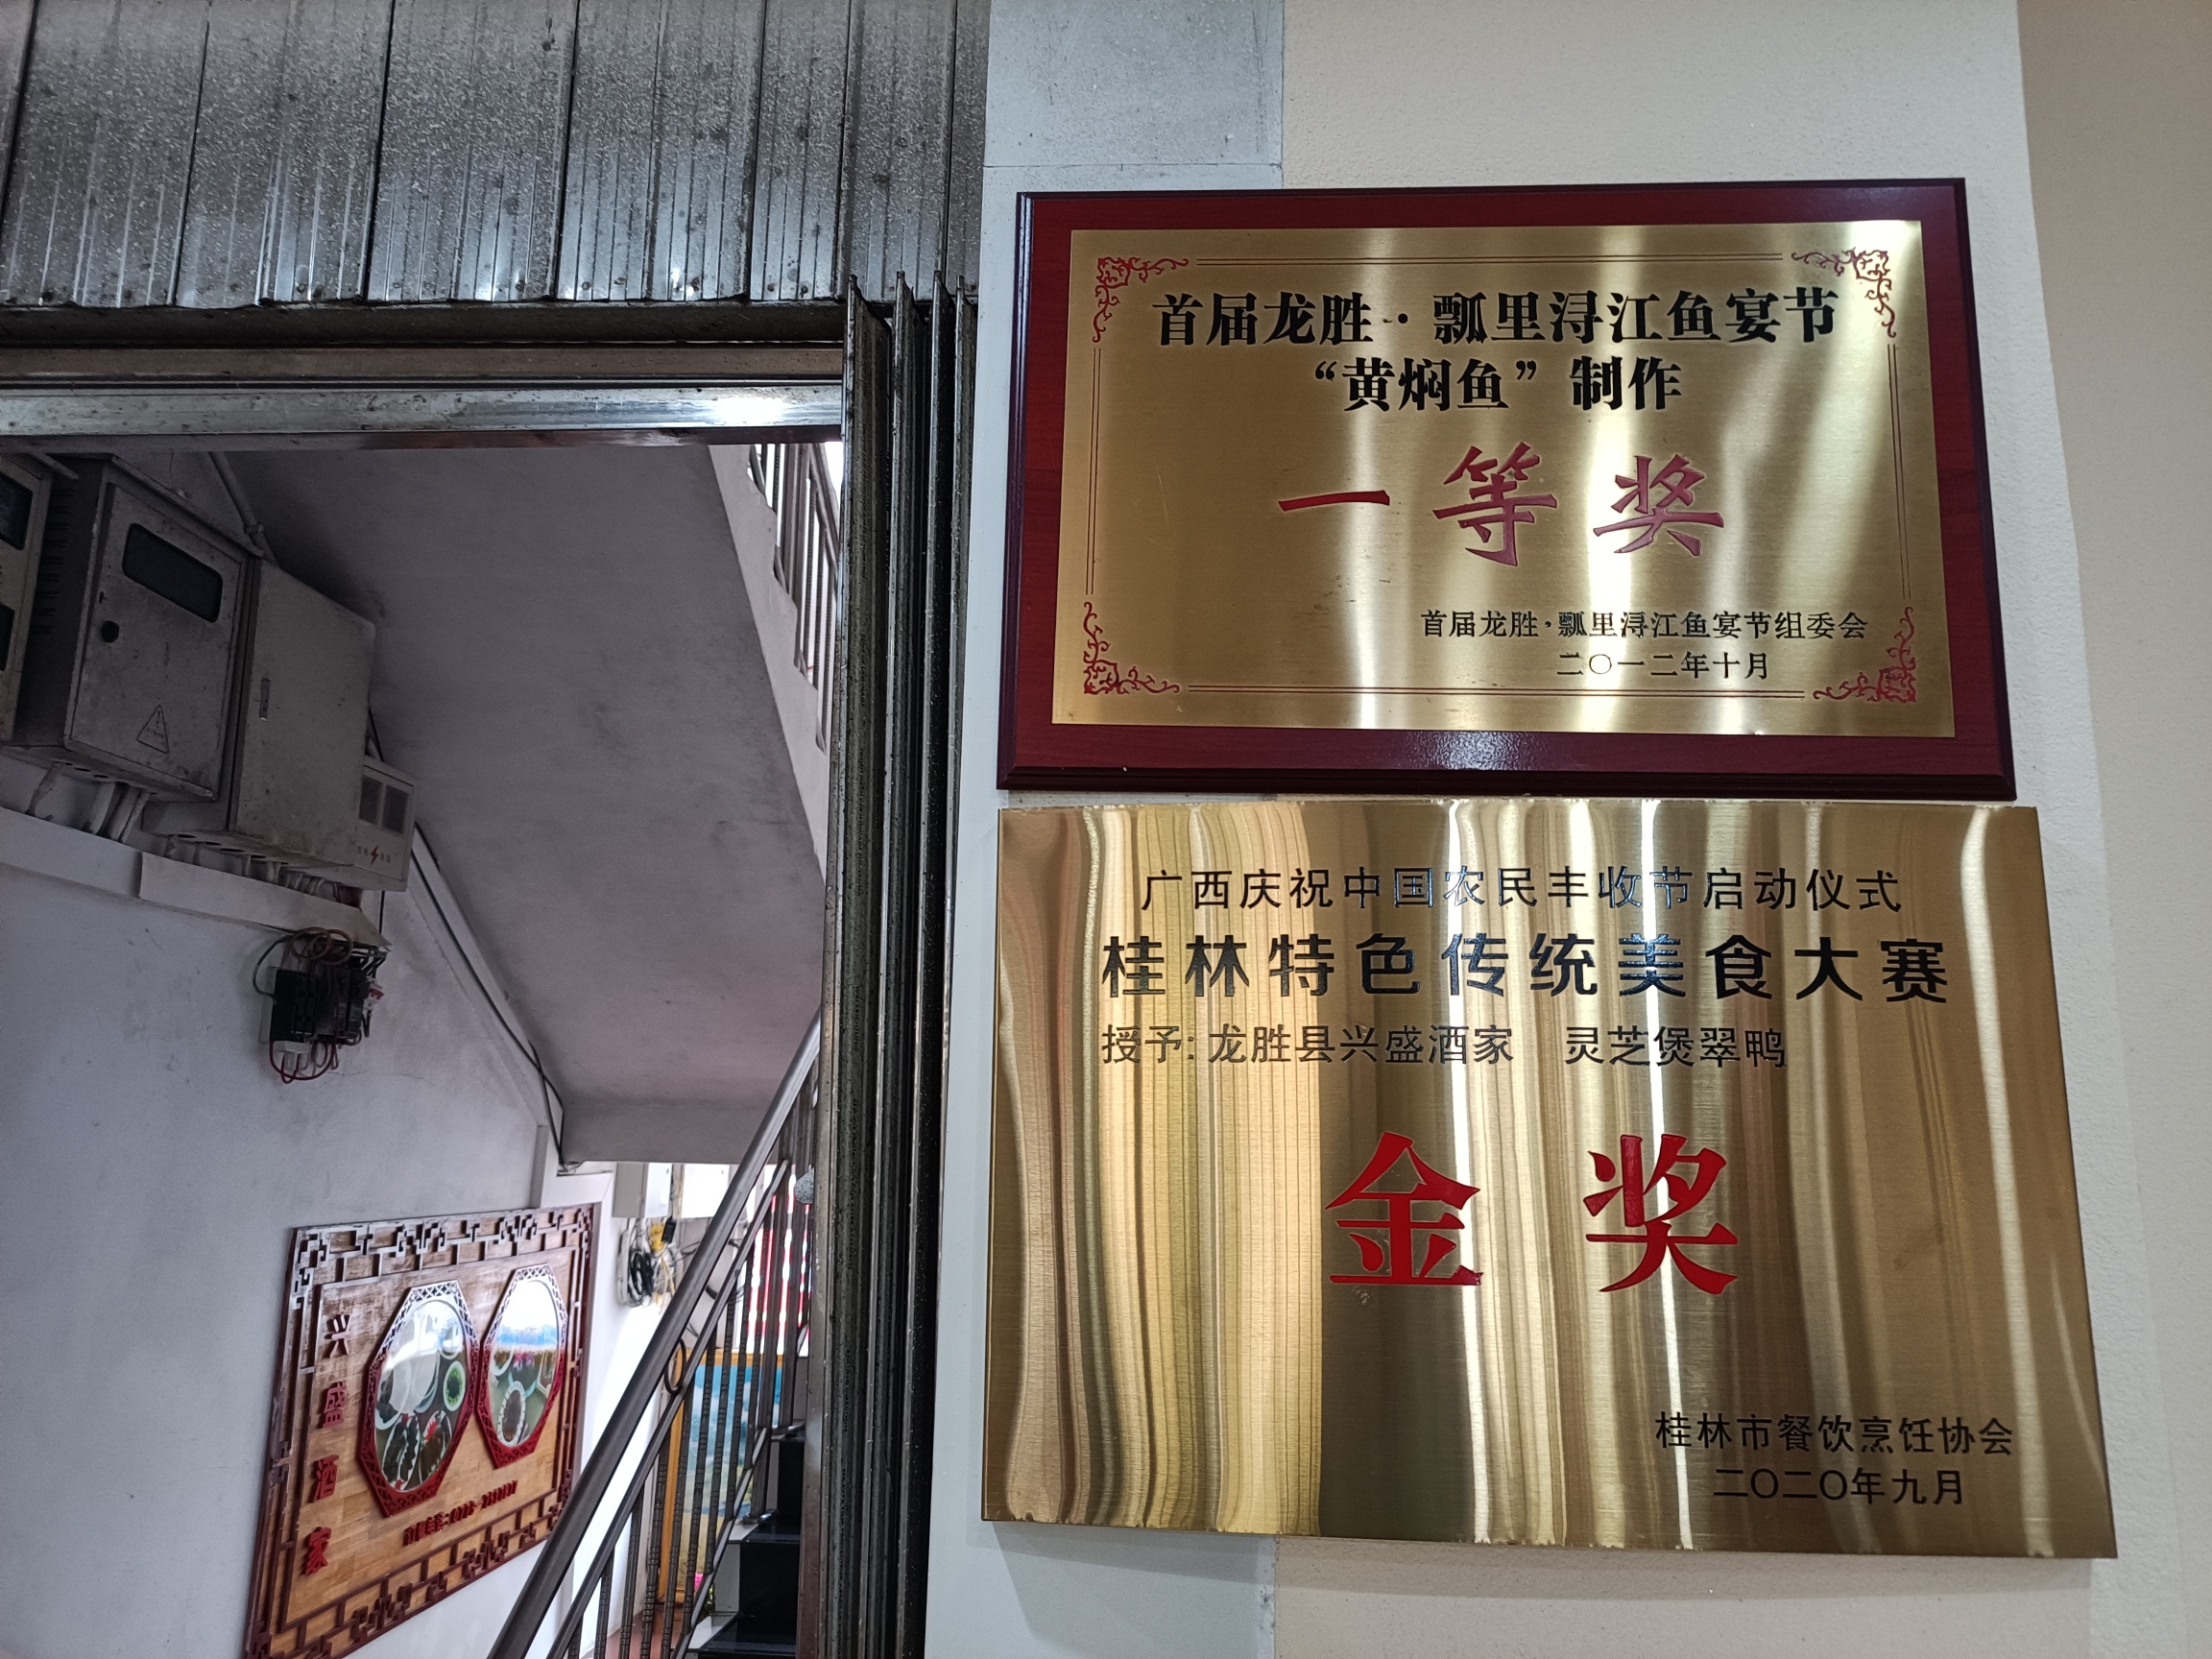 首届龙胜·瓢里浔江鱼宴节
“黄焖鱼”制作
一等奖
首届龙胜·瓢里浔江鱼宴节组委会
二〇一二年十月
广西庆祝中国农民丰收节启动仪式
桂林特色传统美食大赛
授予:龙胜县兴盛酒家 灵芝煲翠鸭
金奖
桂林市餐饮烹饪协会
二〇二〇年九月
兴盛酒家